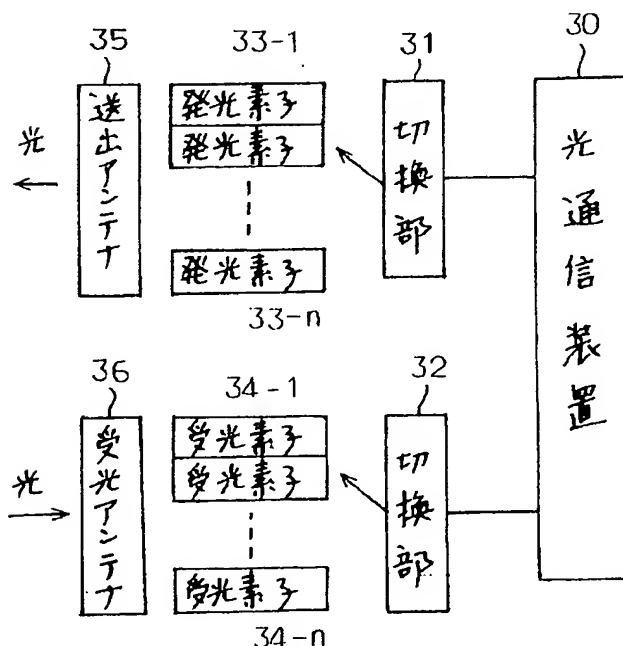 35
33-1
31
30
光
送出アンテナ
発光素子
発光素子
発光素子
33-n
切換部
光通信装置
36
34-1
32
光
受光アンテナ
受光素子
受光素子
受光素子
34-n
切換部